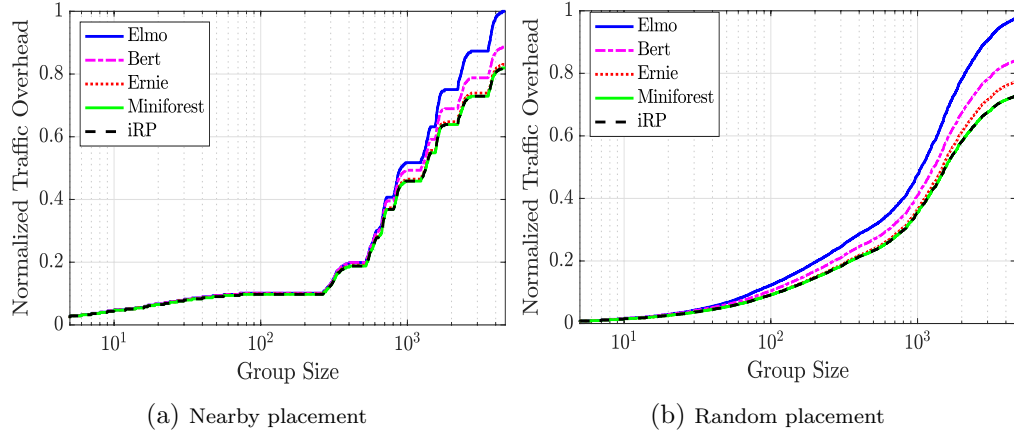 Normalized Traffic Overhead
1
0.8
0.6
0.4
0.2
0
Elmo
Bert
Ernie
Miniforest
iRP
10^1
10^2
10^3
Group Size
(a) Nearby placement
Normalized Traffic Overhead
1
0.8
0.6
0.4
0.2
0
Elmo
Bert
Ernie
Miniforest
iRP
10^1
10^2
10^3
Group Size
(b) Random placement